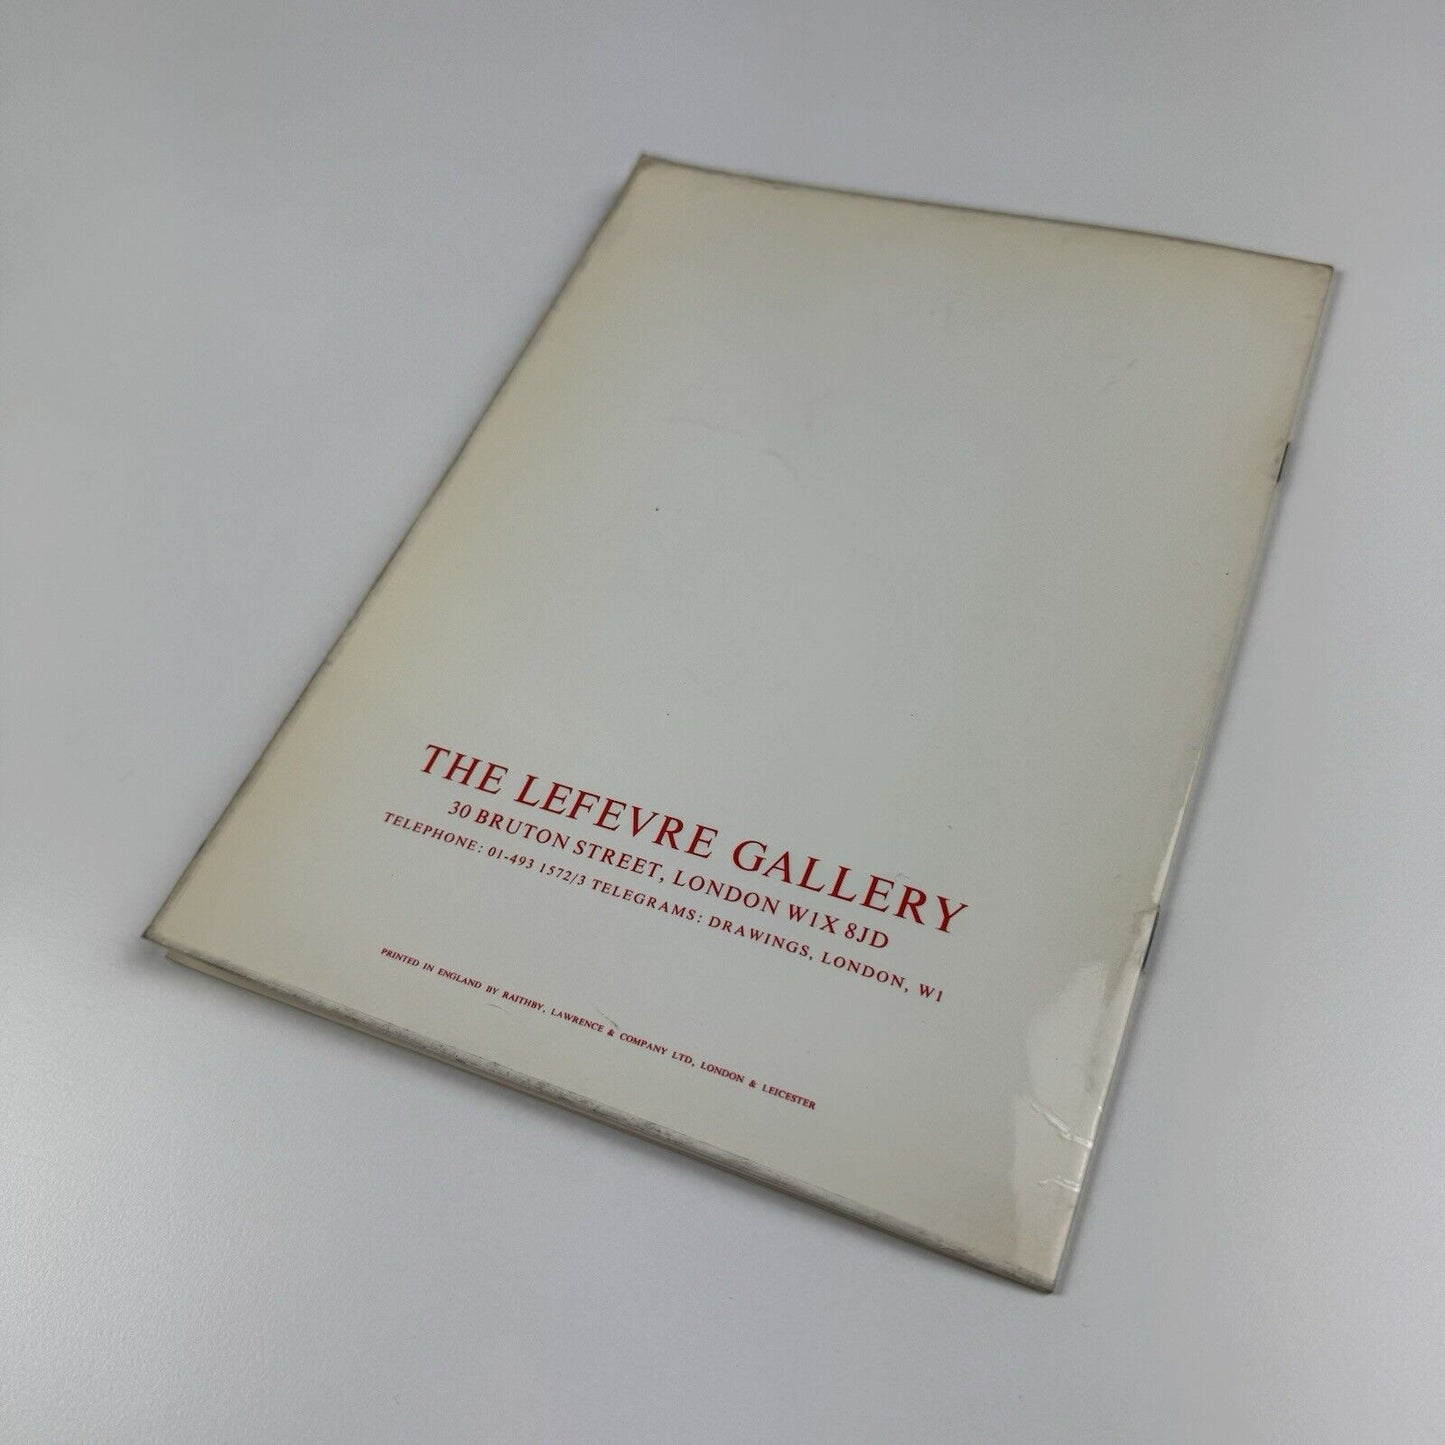 THE LEFEVRE GALLERY
30 BRUTON STREET, LONDON W1X 8JD
TELEPHONE: 01-493 1572/3 TELEGRAMS: DRAWINGS, LONDON, W1
PRINTED IN ENGLAND BY RAITHBY, LAWRENCE & COMPANY LTD, LONDON & LEICESTER